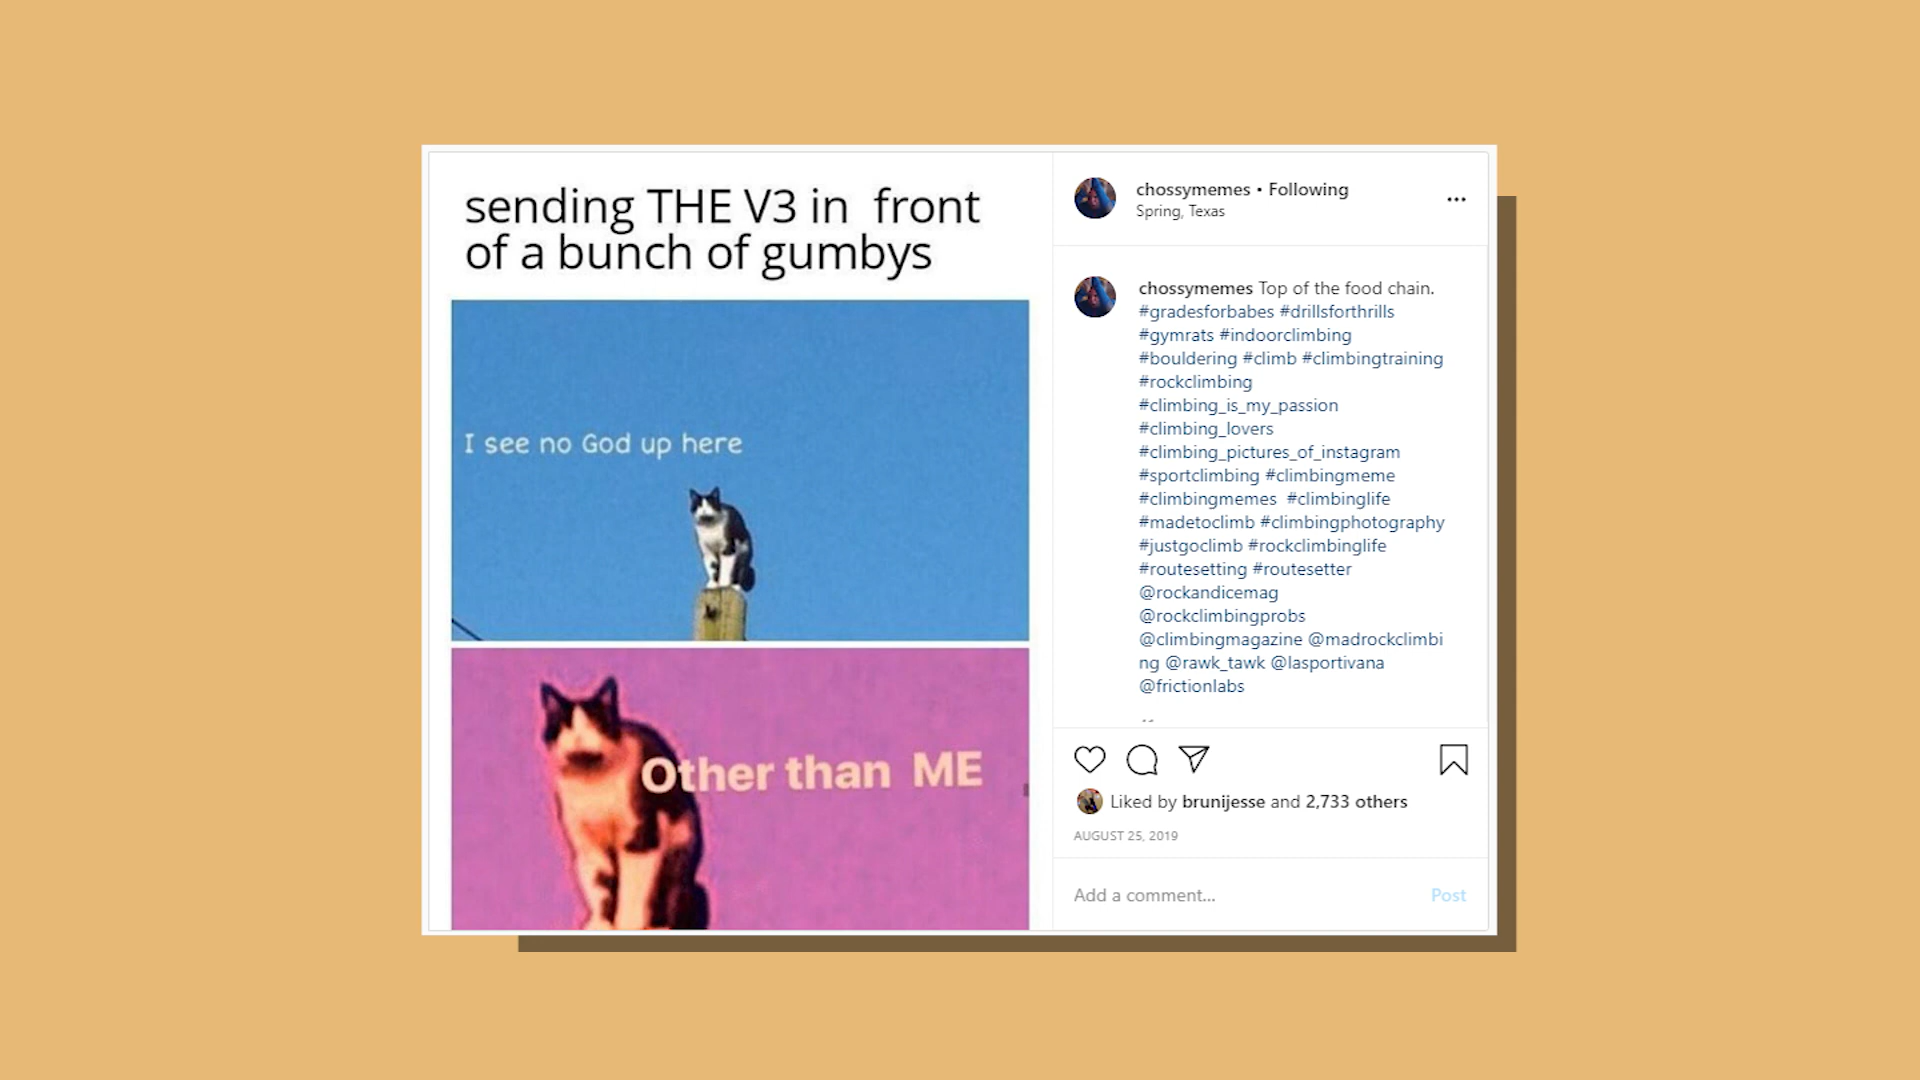 sending THE V3 in  front
of a bunch of gumbys
I see no God up here
Other than  ME
chossymemes • Following
Spring, Texas
chossymemes Top of the food chain.
#gradesforbabes #drillsforthrills
#gymrats #indoorclimbing
#bouldering #climb #climbingtraining
#rockclimbing
#climbing_is_my_passion
#climbing_lovers
#climbing_pictures_of_instagram
#sportclimbing #climbingmeme
#climbingmemes  #climbinglife
#madetoclimb #climbingphotography
#justgoclimb #rockclimbinglife
#routesetting #routesetter
@rockandicemag
@rockclimbingprobs
@climbingmagazine @madrockclimbi
ng @rawk_tawk @lasportivana
@frictionlabs
Liked by brunijesse and 2,733 others
AUGUST 25, 2019
Add a comment...
Post